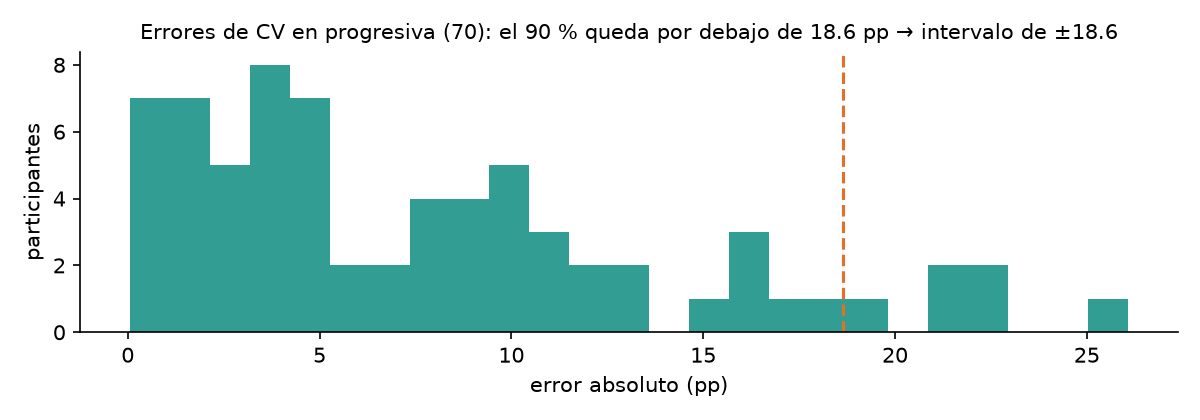 Errores de CV en progresiva (70): el 90 % queda por debajo de 18.6 pp → intervalo de ±18.6
participantes
8
6
4
2
0
0 5 10 15 20 25
error absoluto (pp)